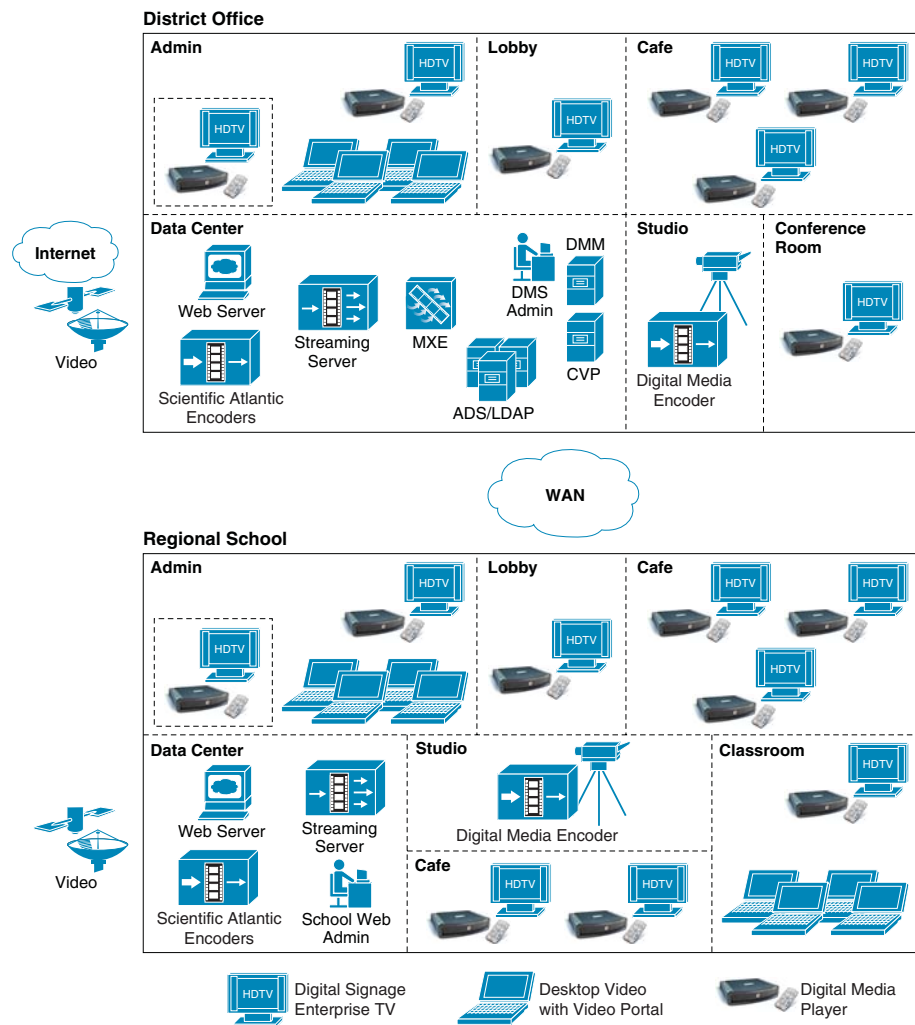 District Office
Admin
Lobby
Cafe
HDTV
HDTV
HDTV
HDTV
HDTV
HDTV
Data Center
Studio
Conference
Room
Internet
Video
Web Server
Scientific Atlantic
Encoders
Streaming
Server
MXE
DMS
Admin
DMM
CVP
ADS/LDAP
Digital Media
Encoder
HDTV
WAN
Regional School
Admin
Lobby
Cafe
HDTV
HDTV
HDTV
HDTV
HDTV
HDTV
Data Center
Studio
Classroom
Video
Web Server
Streaming
Server
Scientific Atlantic
Encoders
School Web
Admin
Digital Media Encoder
Cafe
HDTV
HDTV
HDTV
HDTV
Digital Signage
Enterprise TV
Desktop Video
with Video Portal
Digital Media
Player